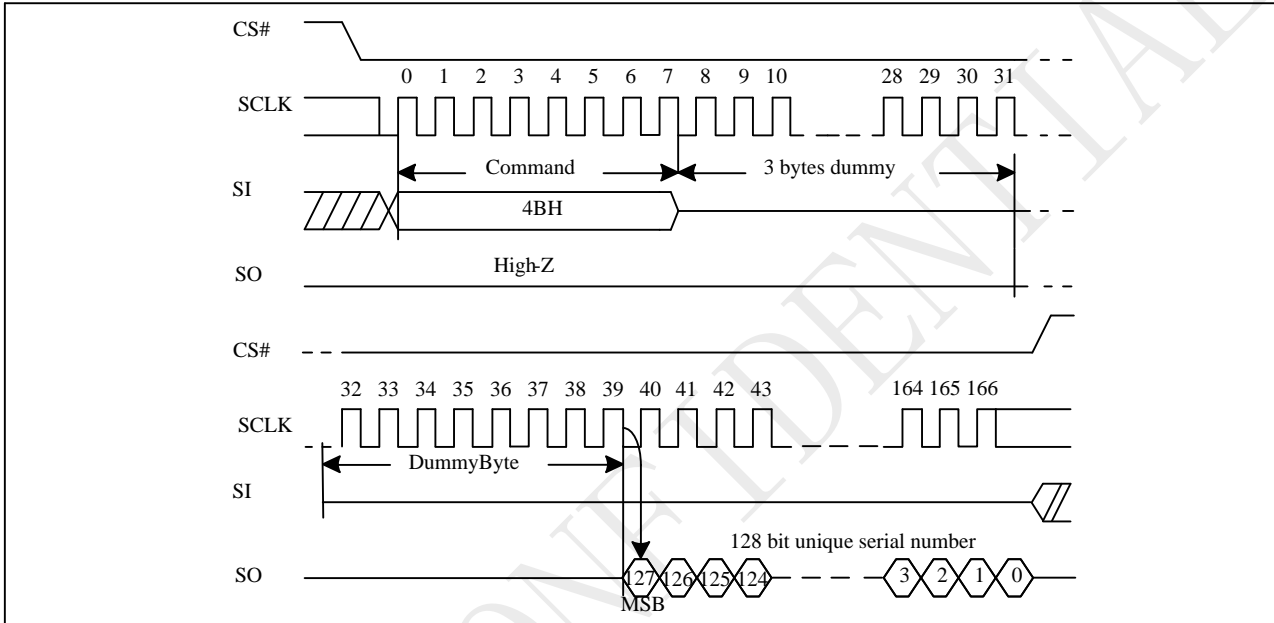 CS#
0 1 2 3 4 5 6 7 8 9 10 28 29 30 31
SCLK
Command 3 bytes dummy
SI
4BH
High-Z
SO
CS#
32 33 34 35 36 37 38 39 40 41 42 43 164 165 166
SCLK
DummyByte
SI
128 bit unique serial number
SO 127 126 125 124 3 2 1 0
MSB